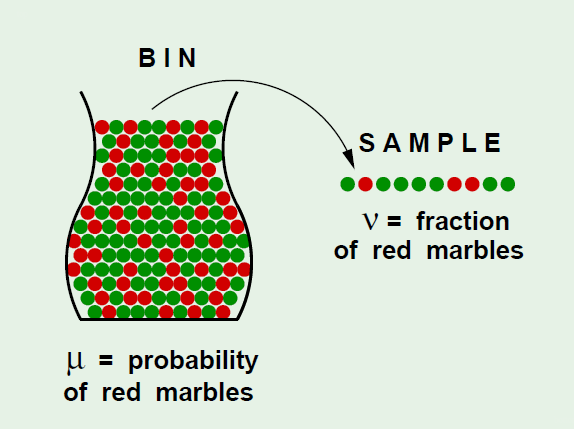 BIN
SAMPLE
ν = fraction
of red marbles
μ = probability
of red marbles